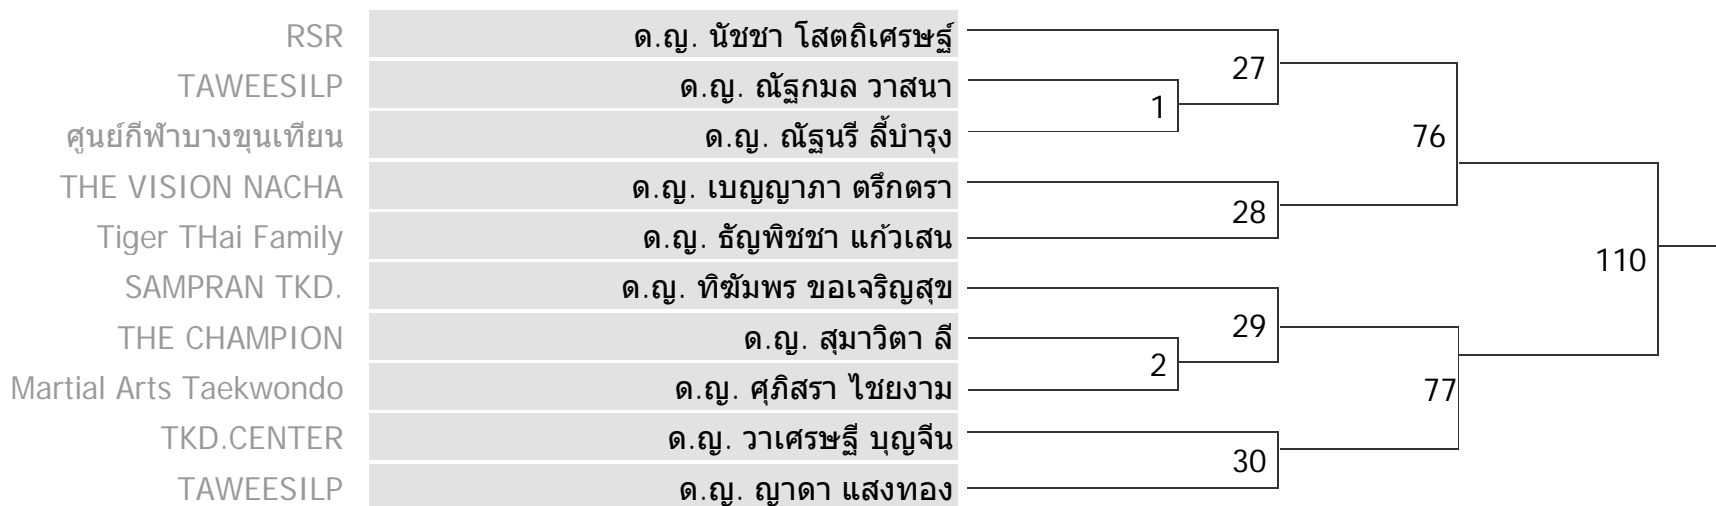 RSR ด.ญ. นัชชา โสตถิเศรษฐ์
27
TAWEESILP ด.ญ. ณัฐกมล วาสนา
1
ศูนย์กีฬาบางขุนเทียน ด.ญ. ณัฐนรี ลี้บำรุง
76
THE VISION NACHA ด.ญ. เบญญาภา ตรึกตรา
28
Tiger THai Family ด.ญ. ธัญพิชชา แก้วเสน
110
SAMPRAN TKD. ด.ญ. ทิฆัมพร ขอเจริญสุข
29
THE CHAMPION ด.ญ. สุมาวิตา ลี
2
Martial Arts Taekwondo ด.ญ. ศุภิสรา ไชยงาม
77
TKD.CENTER ด.ญ. วาเศรษฐี บุญจีน
30
TAWEESILP ด.ญ. ญาดา แสงทอง